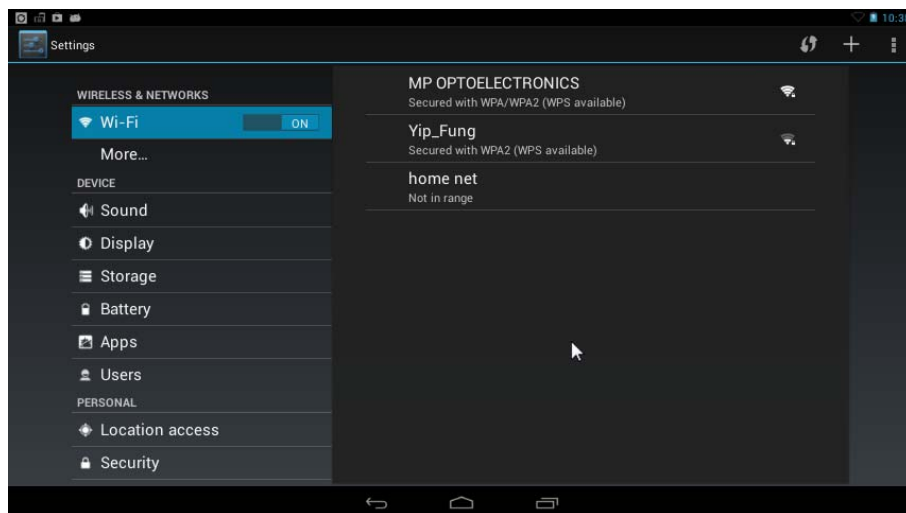 10:3
Settings
WIRELESS & NETWORKS
Wi-Fi
ON
More...
DEVICE
Sound
Display
Storage
Battery
Apps
Users
PERSONAL
Location access
Security
MP OPTOELECTRONICS
Secured with WPA/WPA2 (WPS available)
Yip_Fung
Secured with WPA2 (WPS available)
home net
Not in range